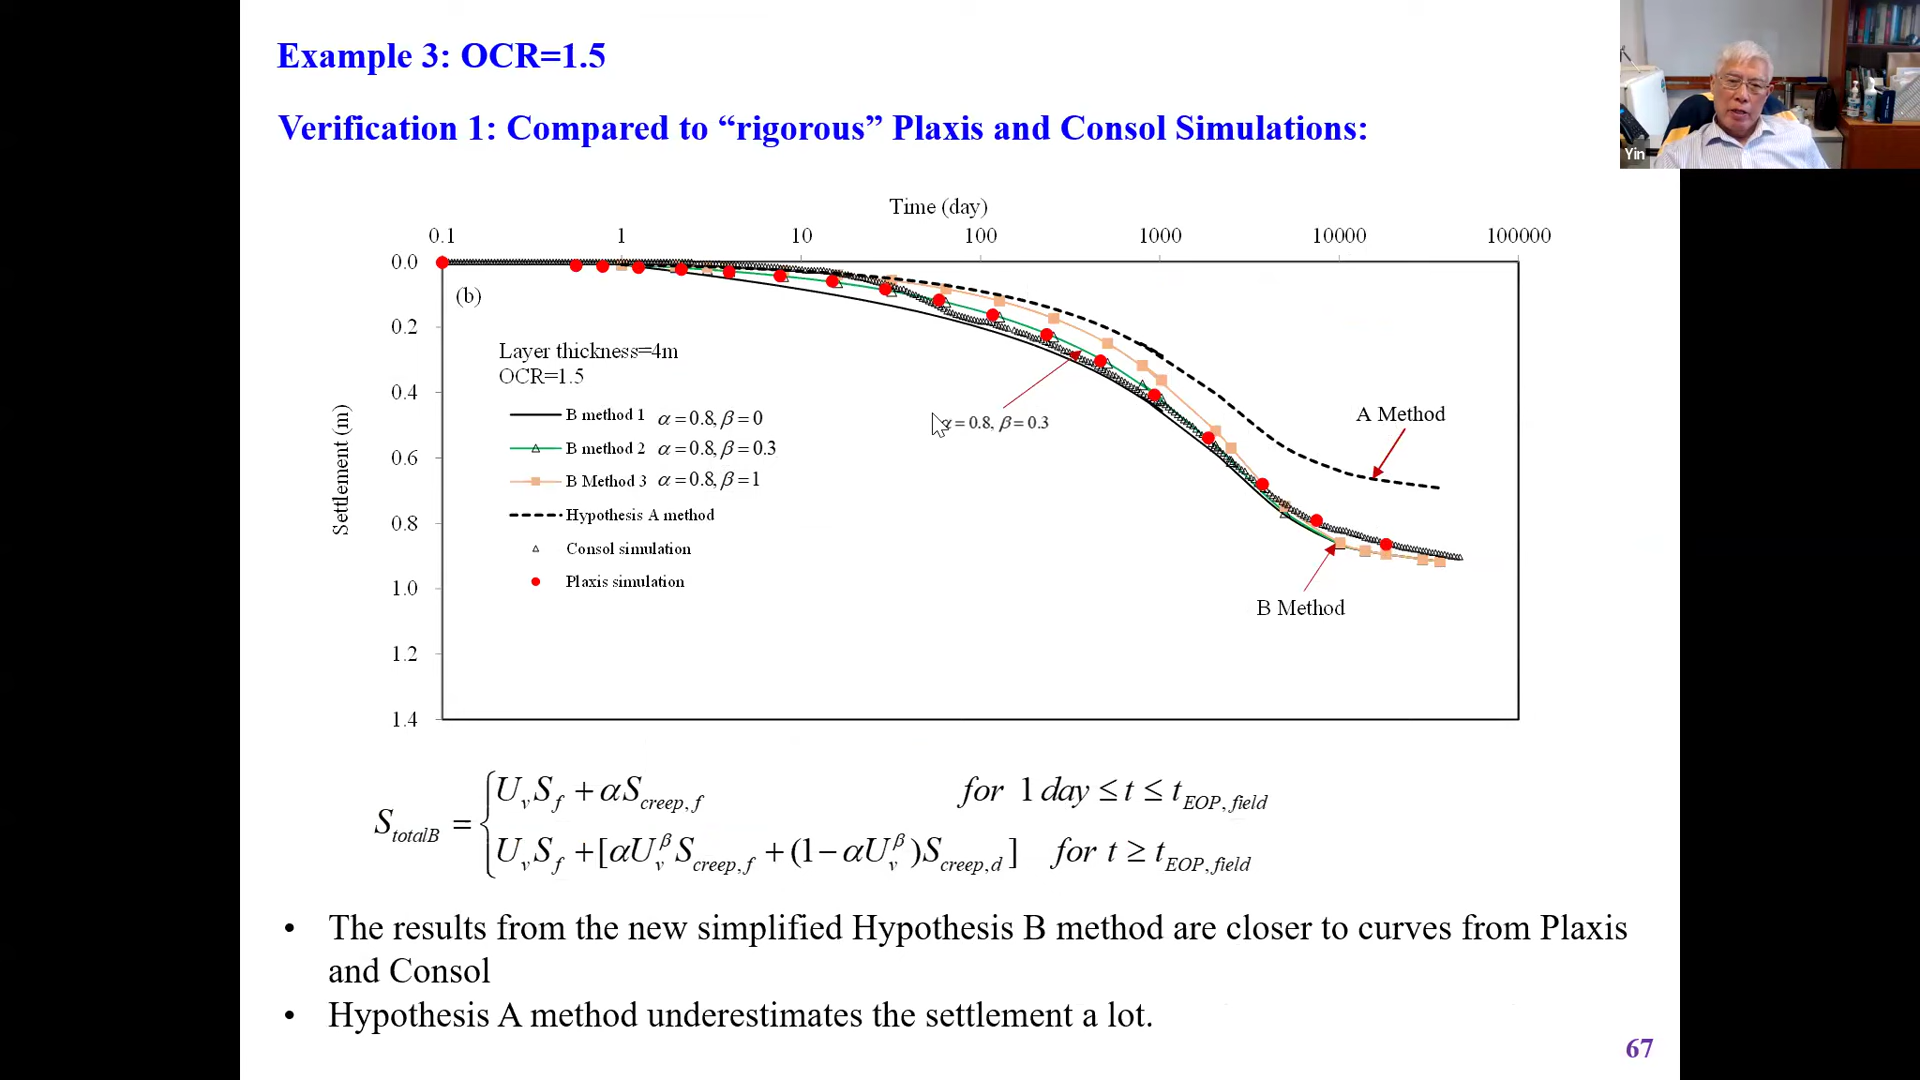 Example 3: OCR=1.5
Verification 1: Compared to “rigorous” Plaxis and Consol Simulations:
Yin
Time (day)
0.1 1 10 100 1000 10000 100000
0.0
0.2
0.4
0.6
0.8
1.0
1.2
1.4
Settlement (m)
(b)
Layer thickness=4m
OCR=1.5
B method 1 α=0.8, β=0
B method 2 α=0.8, β=0.3
B Method 3 α=0.8, β=1
Hypothesis A method
Consol simulation
Plaxis simulation
α=0.8, β=0.3
A Method
B Method
S_totalB = { U_v S_f + αS_creep,f for 1 day ≤ t ≤ t_EOP,field
U_v S_f + [αU_v^β S_creep,f + (1−αU_v^β)S_creep,d ] for t ≥ t_EOP,field
• The results from the new simplified Hypothesis B method are closer to curves from Plaxis
and Consol
• Hypothesis A method underestimates the settlement a lot.
67